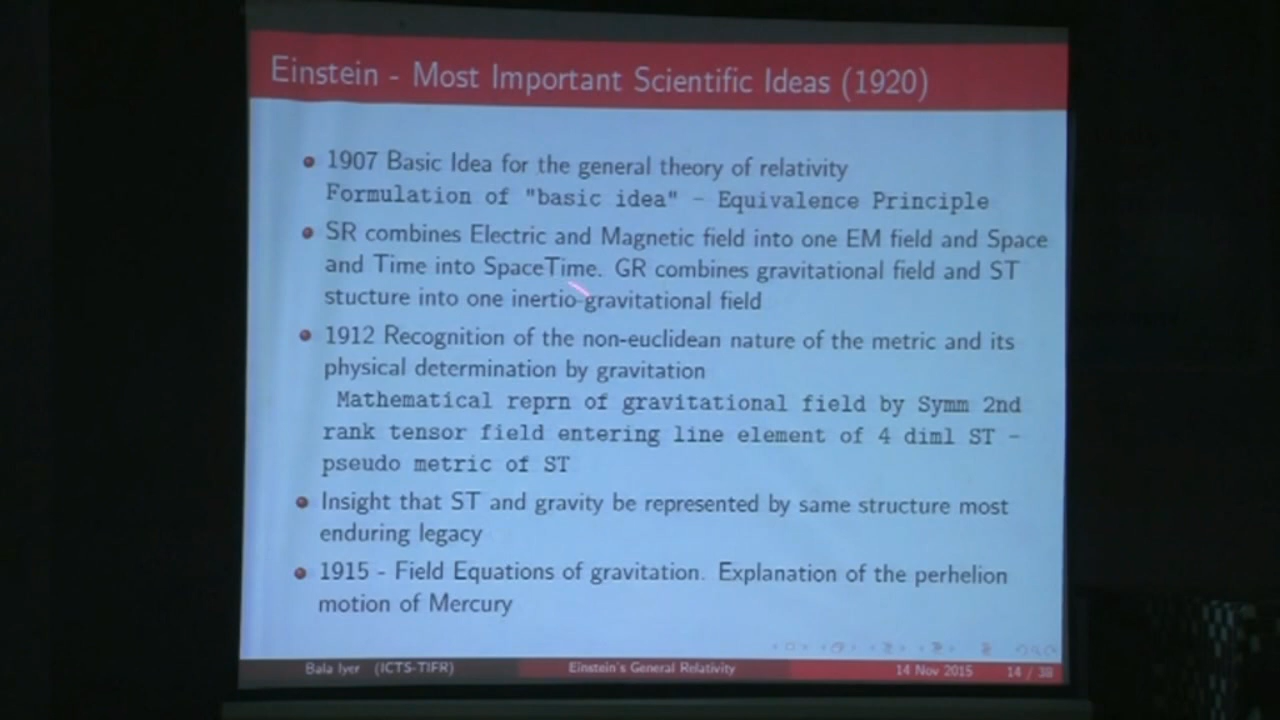 Einstein - Most Important Scientific Ideas (1920)
1907 Basic Idea for the general theory of relativity
Formulation of "basic idea" - Equivalence Principle
SR combines Electric and Magnetic field into one EM field and Space
and Time into SpaceTime. GR combines gravitational field and ST
stucture into one inertio-gravitational field
1912 Recognition of the non-euclidean nature of the metric and its
physical determination by gravitation
Mathematical reprn of gravitational field by Symm 2nd
rank tensor field entering line element of 4 diml ST -
pseudo metric of ST
Insight that ST and gravity be represented by same structure most
enduring legacy
1915 - Field Equations of gravitation. Explanation of the perhelion
motion of Mercury
Bala Iyer (ICTS-TIFR) Einstein's General Relativity 14 Nov 2015 14 / 38